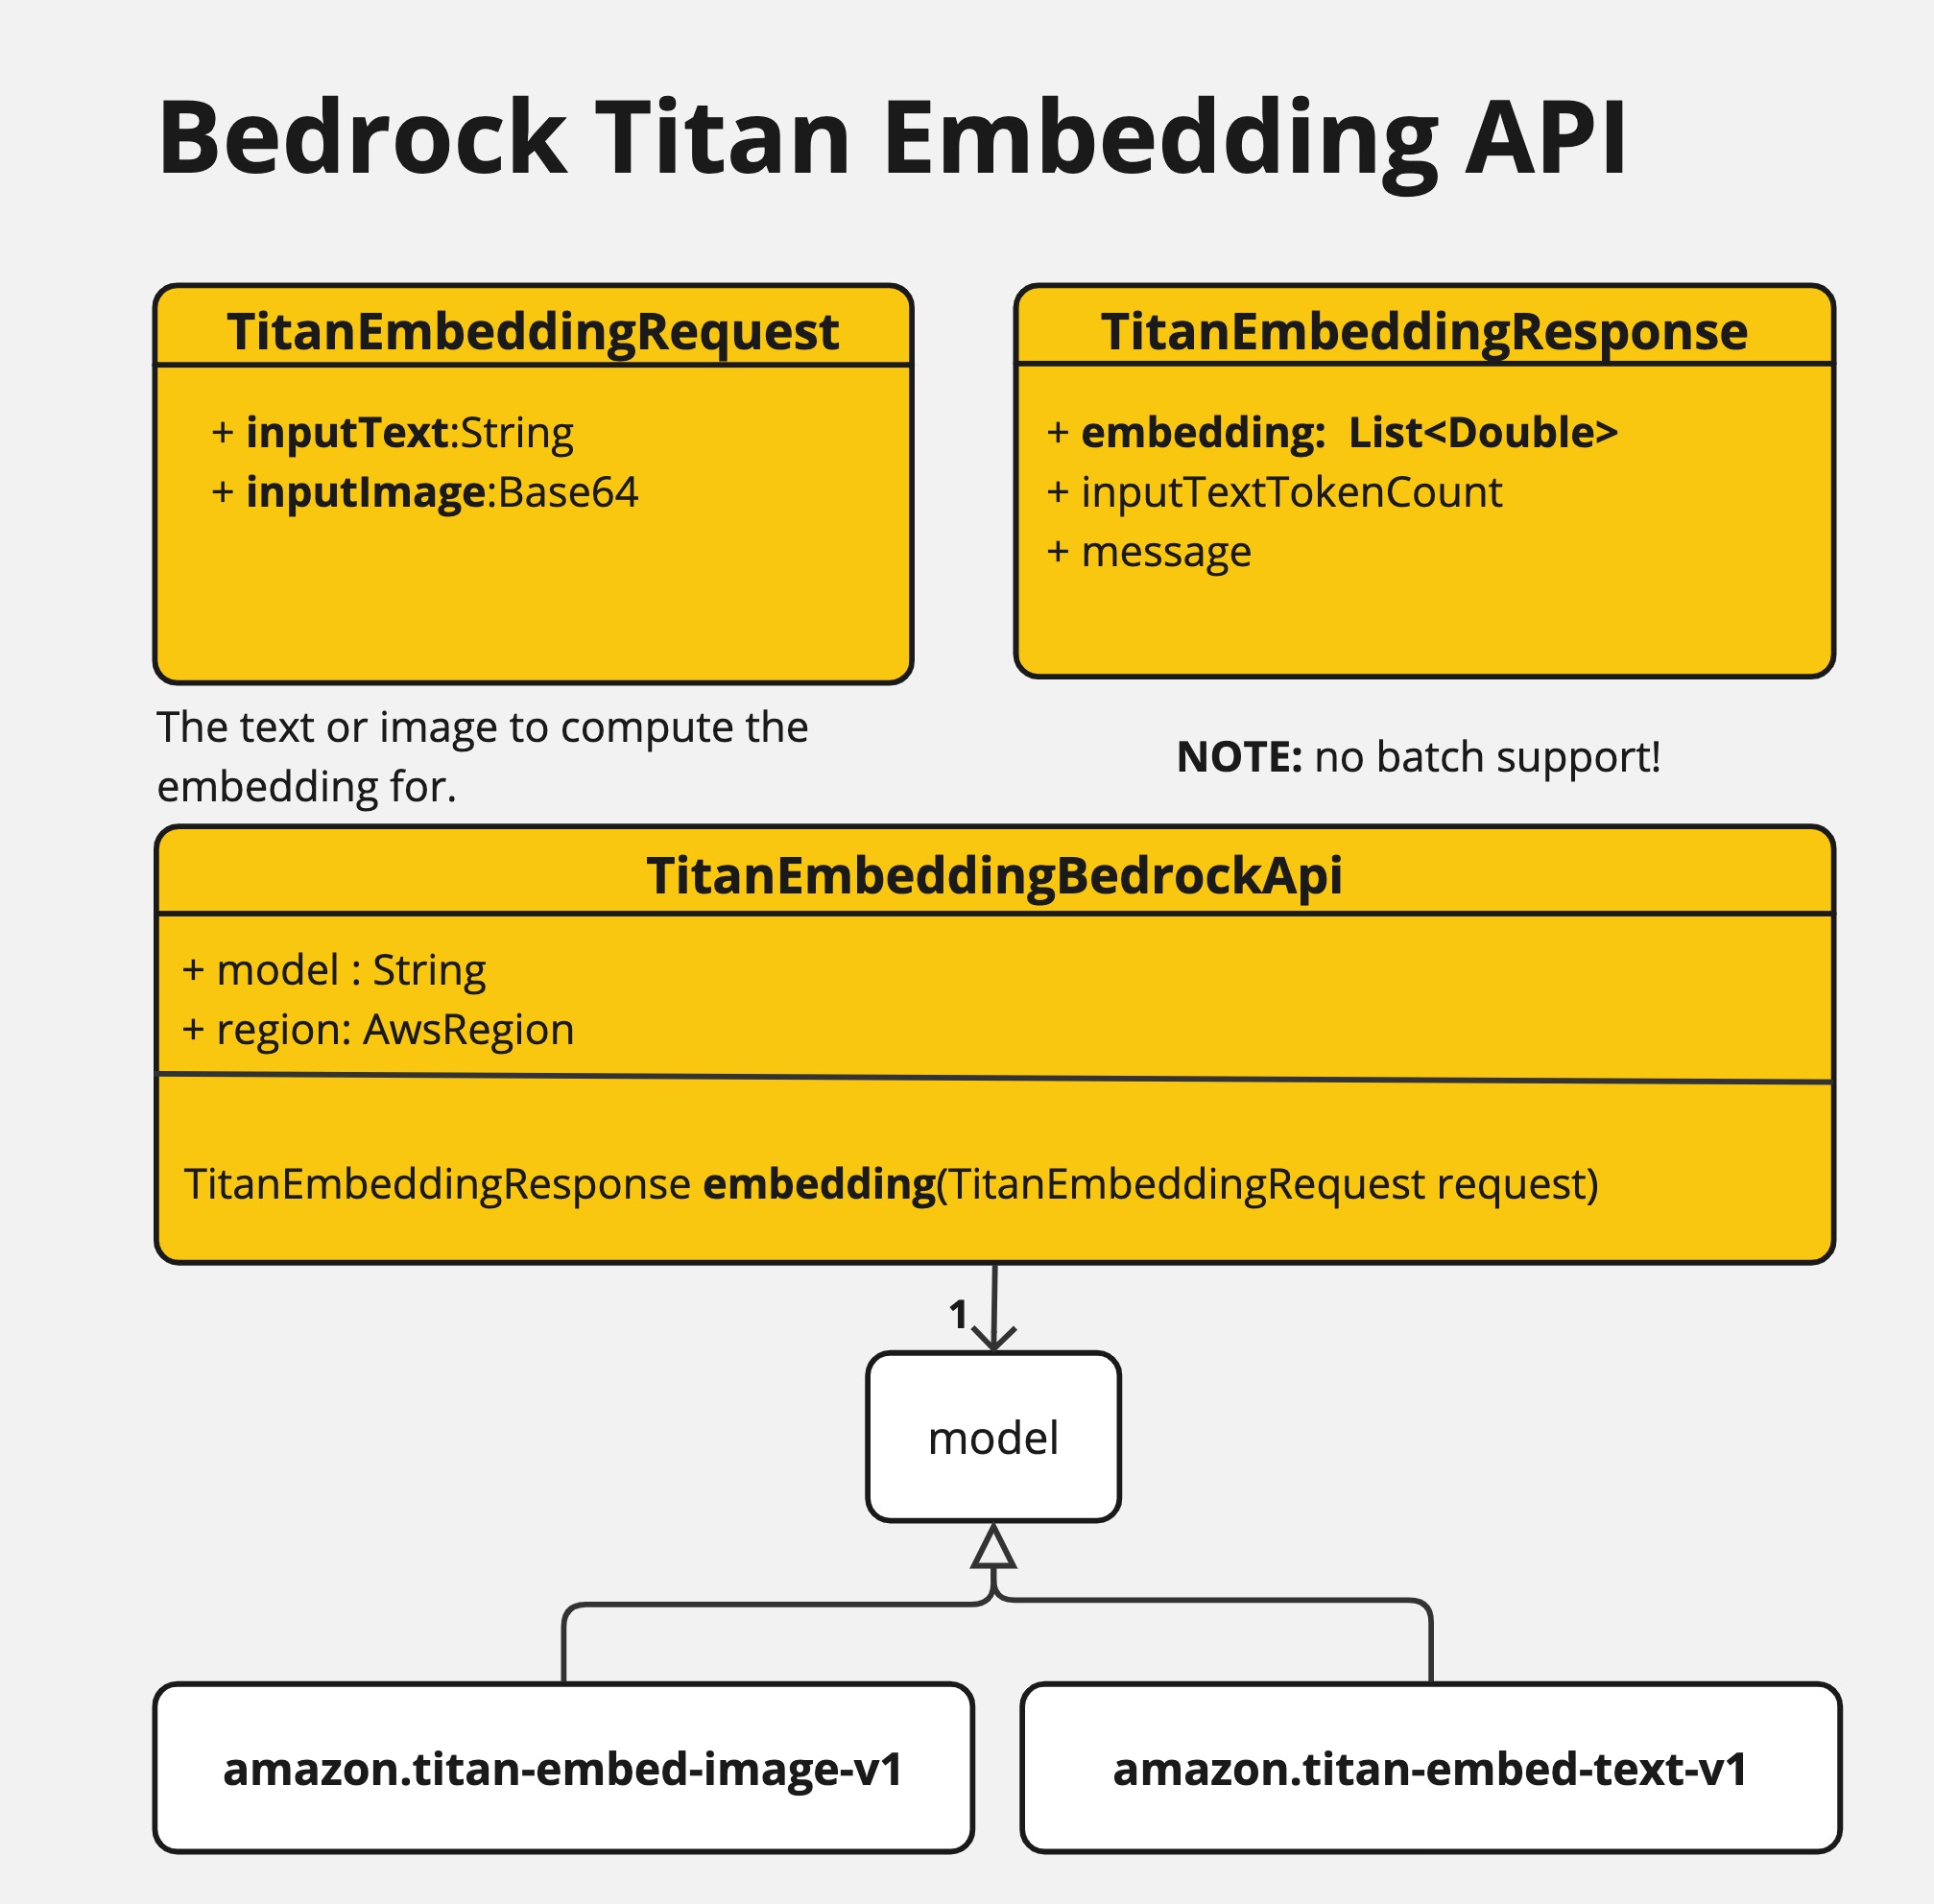 Bedrock Titan Embedding API
TitanEmbeddingRequest
+ inputText:String
+ inputImage:Base64
The text or image to compute the
embedding for.
TitanEmbeddingResponse
+ embedding:  List<Double>
+ inputTextTokenCount
+ message
NOTE: no batch support!
TitanEmbeddingBedrockApi
+ model : String
+ region: AwsRegion
TitanEmbeddingResponse embedding(TitanEmbeddingRequest request)
1
model
amazon.titan-embed-image-v1
amazon.titan-embed-text-v1